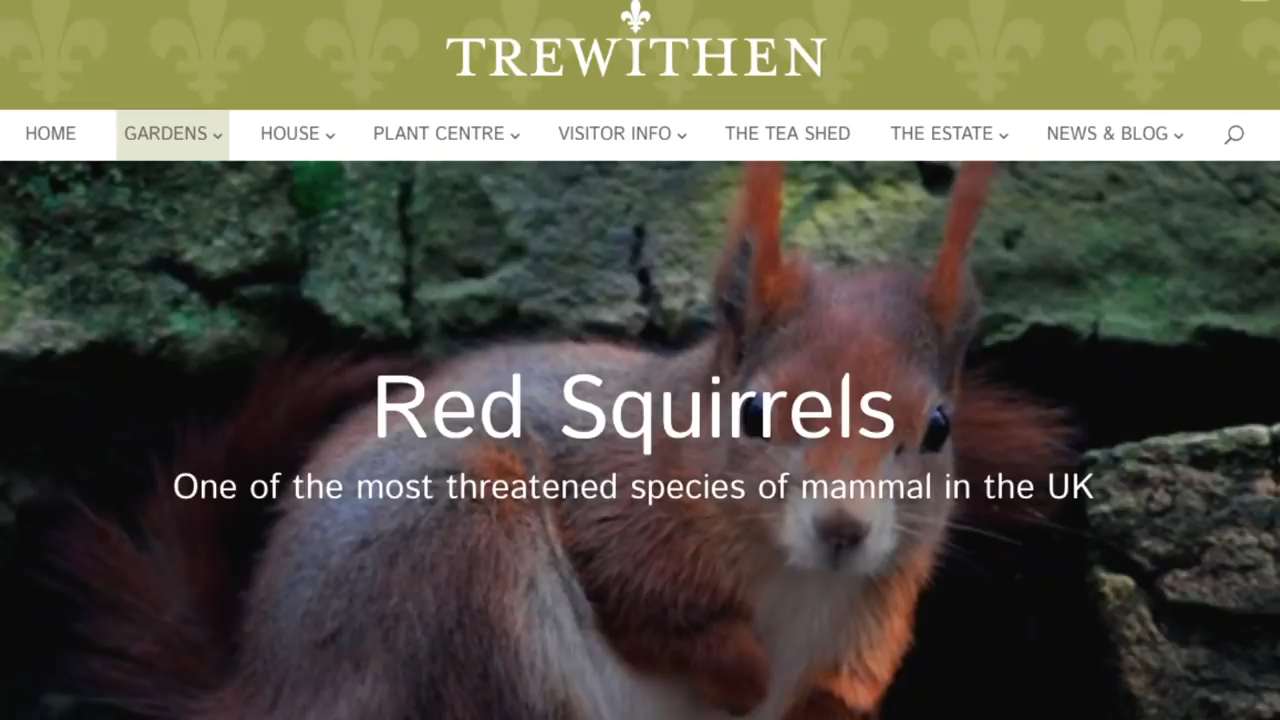 TREWITHEN
HOME GARDENS HOUSE PLANT CENTRE VISITOR INFO THE TEA SHED THE ESTATE NEWS & BLOG
Red Squirrels
One of the most threatened species of mammal in the UK